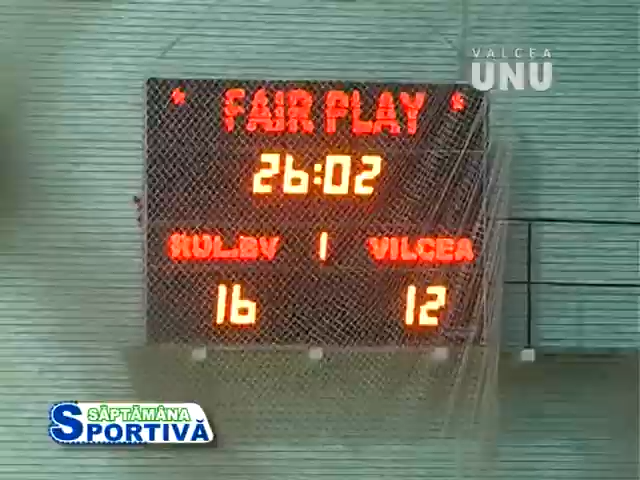 VALCEA
UNU
* FAIR PLAY *
26:02
1 VILCEA
16 12
SĂPTĂMÂNA
SPORTIVĂ